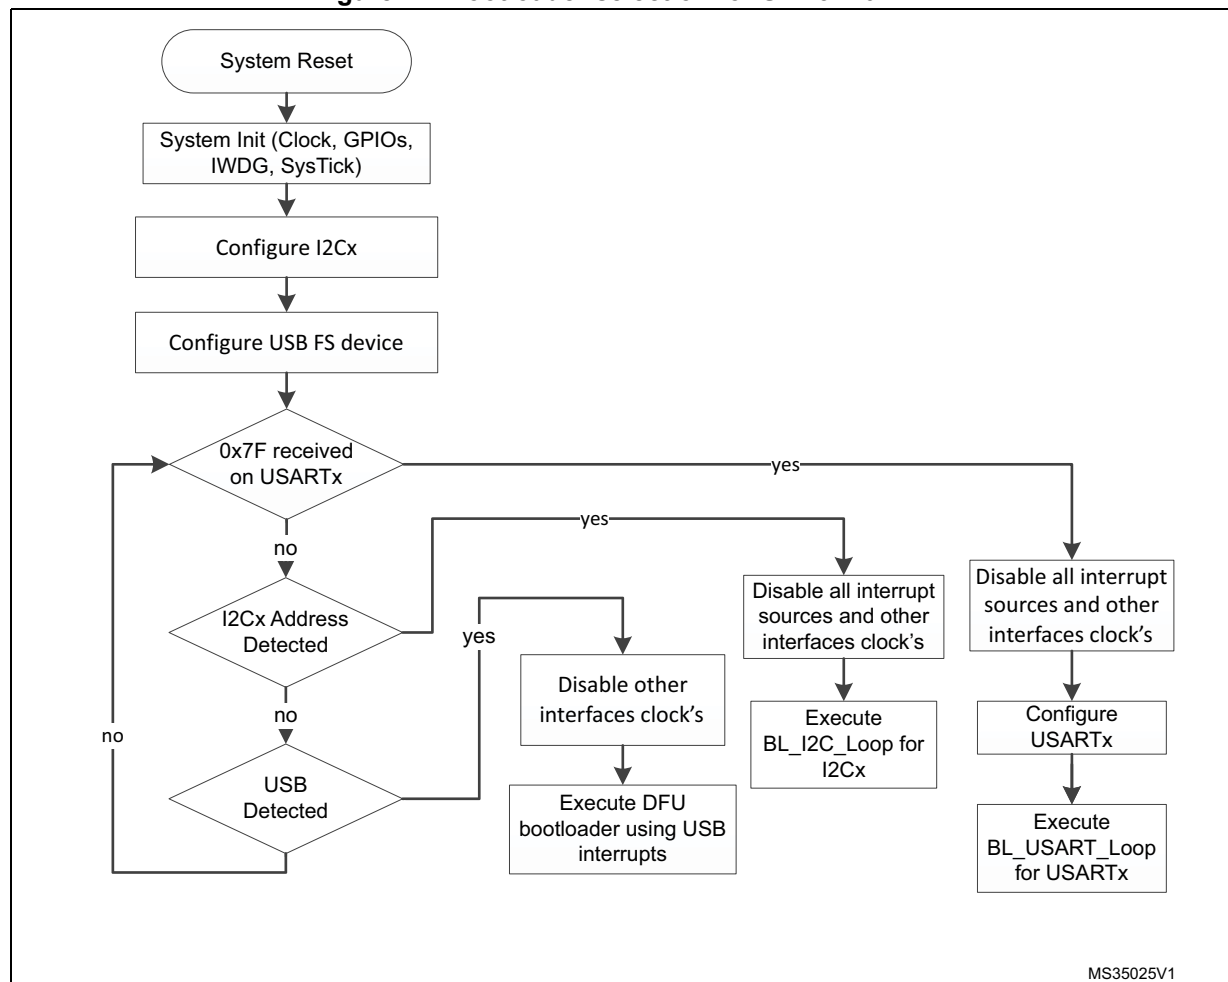 System Reset
System Init (Clock, GPIOs,
IWDG, SysTick)
Configure I2Cx
Configure USB FS device
0x7F received
on USARTx
yes
no
yes
I2Cx Address
Detected
yes
no
no
USB
Detected
Disable other
interfaces clock's
Execute DFU
bootloader using USB
interrupts
Disable all interrupt
sources and other
interfaces clock's
Execute
BL_I2C_Loop for
I2Cx
Disable all interrupt
sources and other
interfaces clock's
Configure
USARTx
Execute
BL_USART_Loop
for USARTx
MS35025V1